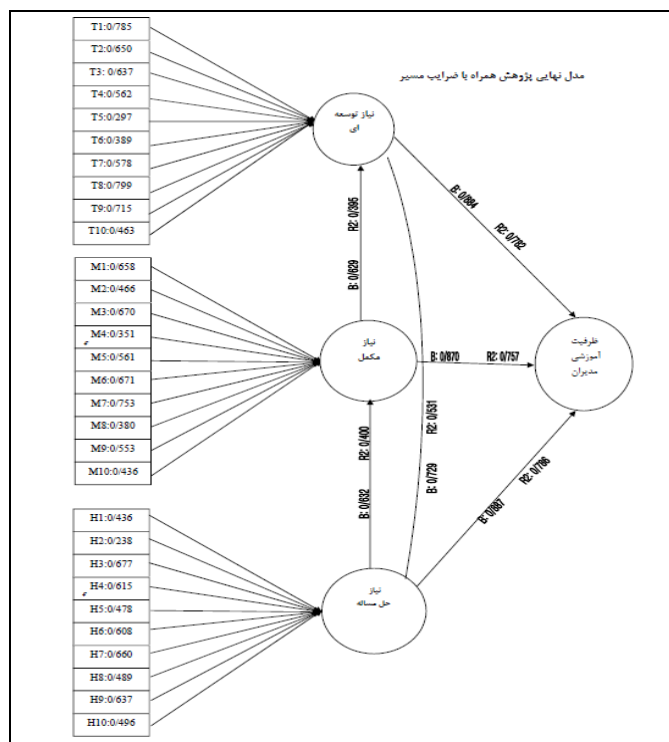 مدل نهایی پژوهش همراه با ضرایب مسیر
T1:0/785
T2:0/650
T3: 0/637
T4:0/562
T5:0/297
T6:0/389
T7:0/578
T8:0/799
T9:0/715
T10:0/463
نیاز توسعه
ای
B: 0/884
R2: 0/782
R2: 0/395
B: 0/629
M1:0/658
M2:0/466
M3:0/670
M4:0/351
M5:0/561
M6:0/671
M7:0/753
M8:0/380
M9:0/553
M10:0/436
نیاز
مکمل
B: 0/870
R2: 0/757
ظرفیت
آموزشی
مدیران
R2: 0/400
B: 0/632
R2: 0/531
B: 0/729
B: 0/887
R2: 0/786
H1:0/436
H2:0/238
H3:0/677
H4:0/615
H5:0/478
H6:0/608
H7:0/660
H8:0/489
H9:0/637
H10:0/496
نیاز
حل مساله